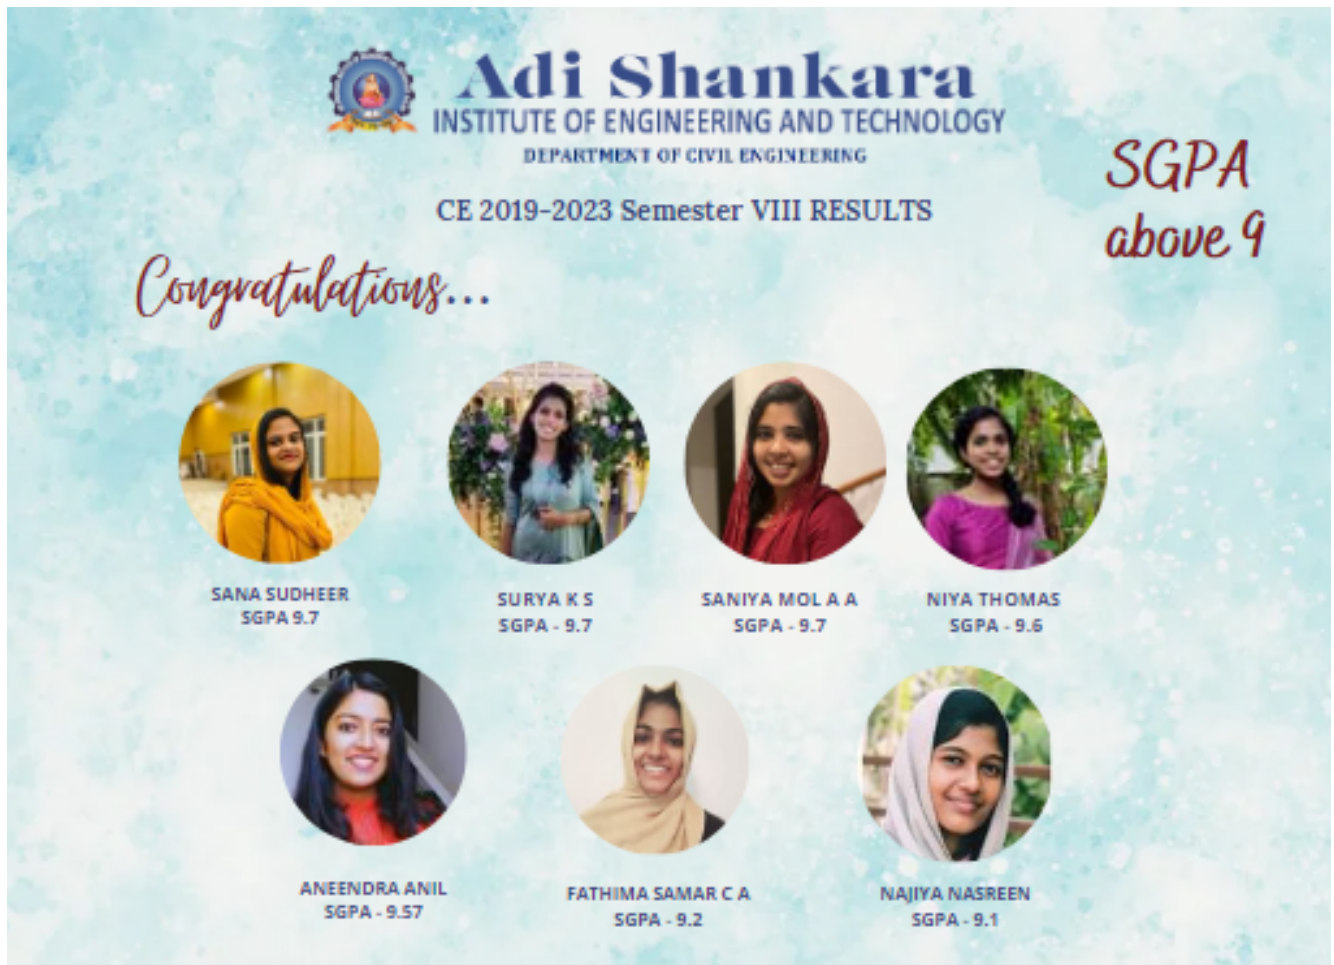 Adi Shankara
INSTITUTE OF ENGINEERING AND TECHNOLOGY
DEPARTMENT OF CIVIL ENGINEERING
CE 2019-2023 Semester VIII RESULTS
SGPA
above 9
Congratulations...
SANA SUDHEER
SGPA 9.7
SURYA K S
SGPA - 9.7
SANIYA MOL A A
SGPA - 9.7
NIYA THOMAS
SGPA - 9.6
ANEENDRA ANIL
SGPA - 9.57
FATHIMA SAMAR C A
SGPA - 9.2
NAJIYA NASREEN
SGPA - 9.1